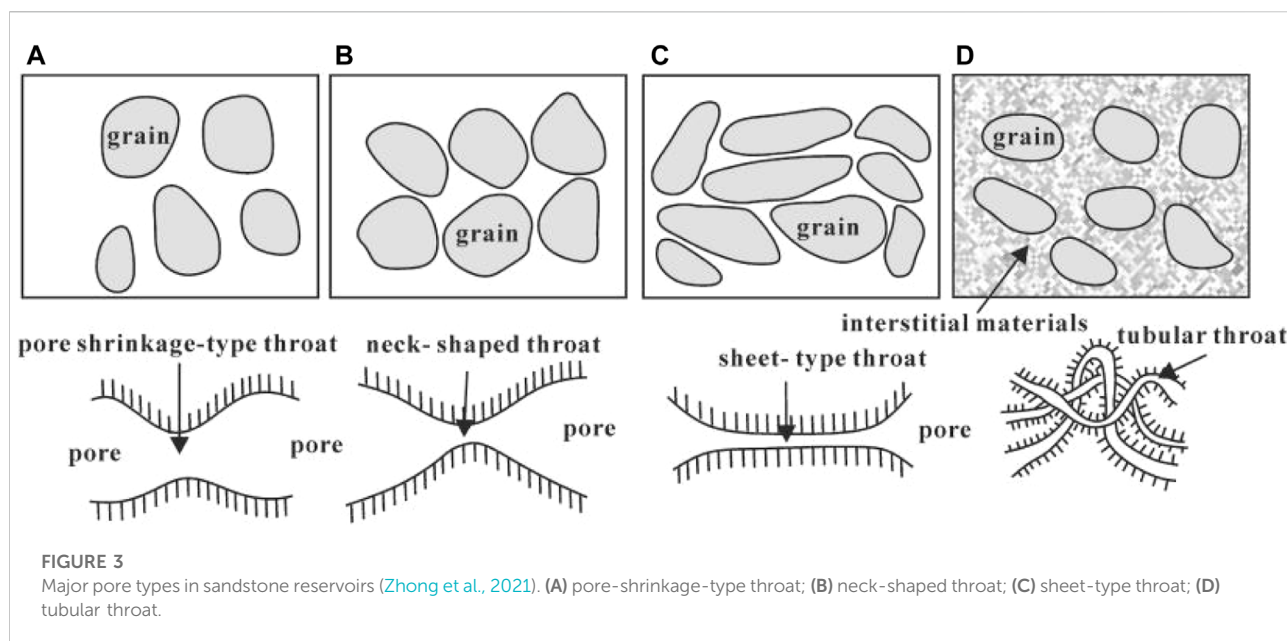 A
B
C
D
grain
grain
grain
grain
interstitial materials
pore shrinkage-type throat
neck- shaped throat
sheet- type throat
tubular throat
pore
pore
pore
pore
FIGURE 3
Major pore types in sandstone reservoirs (Zhong et al., 2021). (A) pore-shrinkage-type throat; (B) neck-shaped throat; (C) sheet-type throat; (D)
tubular throat.